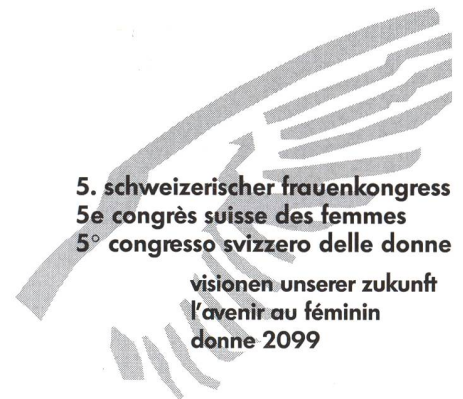 5. schweizerischer frauenkongress
5e congrès suisse des femmes
5° congresso svizzero delle donne
visionen unserer zukunft
l'avenir au féminin
donne 2099